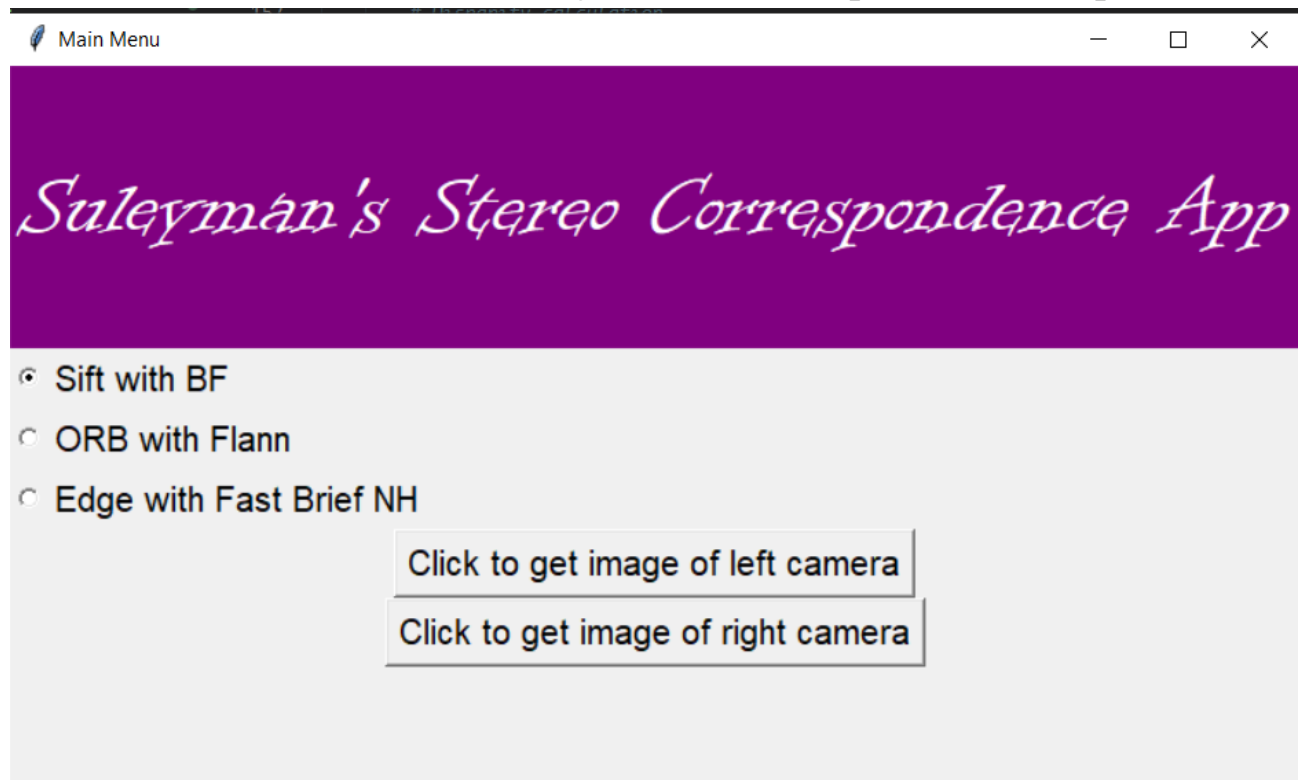 Main Menu
Suleyman's Stereo Correspondence App
Sift with BF
ORB with Flann
Edge with Fast Brief NH
Click to get image of left camera
Click to get image of right camera